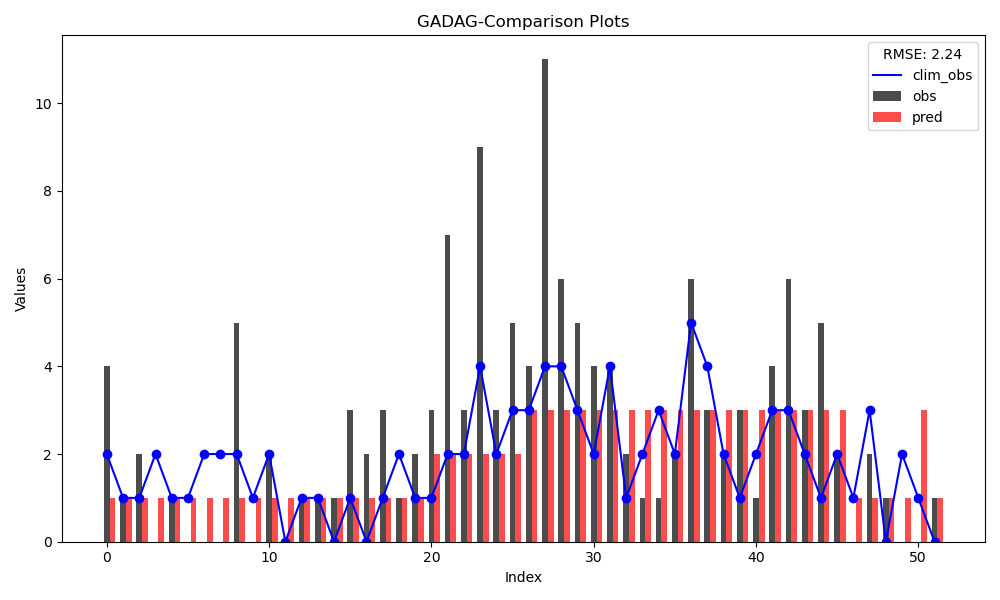 GADAG-Comparison Plots
RMSE: 2.24
clim_obs
obs
pred
Values
10
8
6
4
2
0
0 10 20 30 40 50
Index